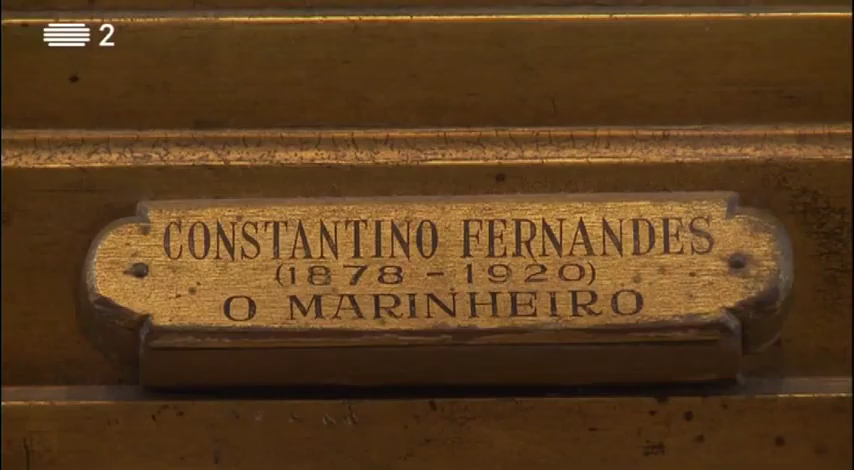 2
CONSTANTINO FERNANDES
(1878 - 1920)
O MARINHEIRO